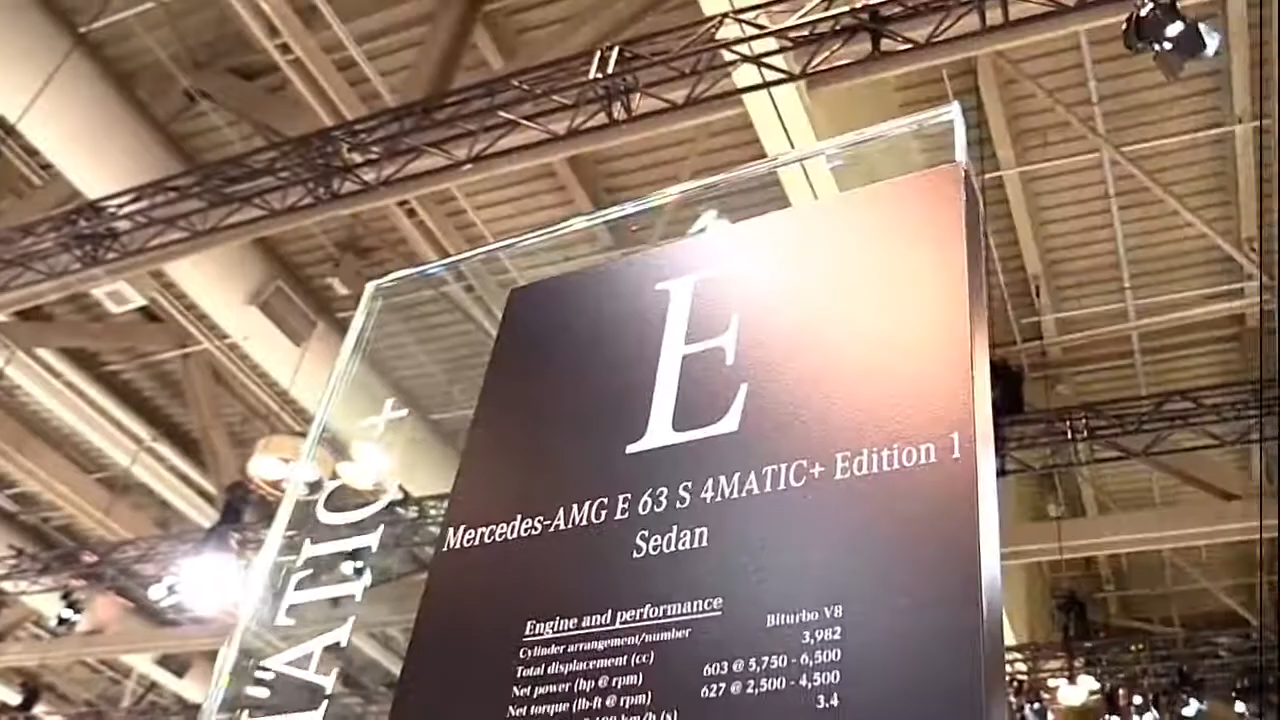 E
Mercedes-AMG E 63 S 4MATIC+ Edition 1
Sedan
Engine and performance
Cylinder arrangement/number Biturbo V8
Total displacement (cc) 3,982
Net power (hp @ rpm) 603 @ 5,750 - 6,500
Net torque (lb-ft @ rpm) 627 @ 2,500 - 4,500
km/h (s) 3.4
MATIC+